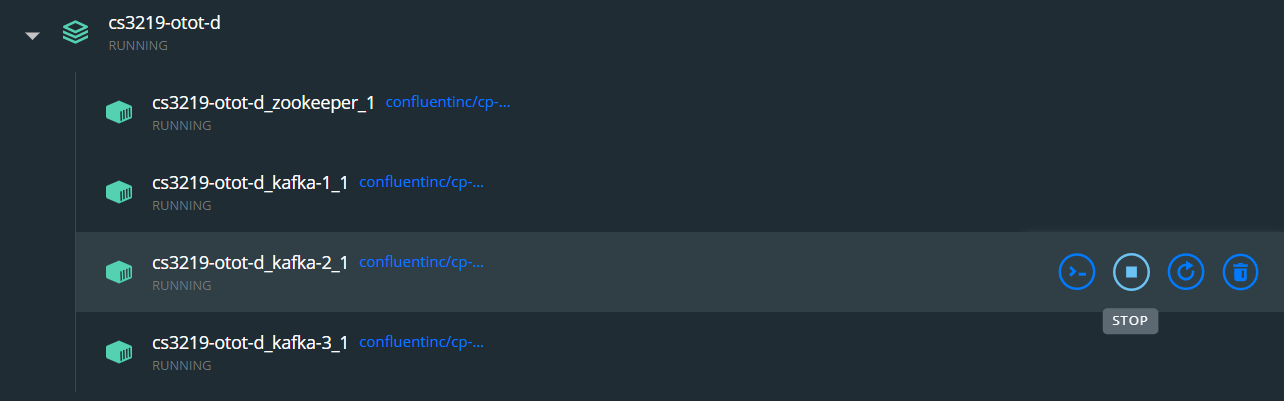 cs3219-otot-d
RUNNING
cs3219-otot-d_zookeeper_1 confluentinc/cp-...
RUNNING
cs3219-otot-d_kafka-1_1 confluentinc/cp-...
RUNNING
cs3219-otot-d_kafka-2_1 confluentinc/cp-...
RUNNING
STOP
cs3219-otot-d_kafka-3_1 confluentinc/cp-...
RUNNING